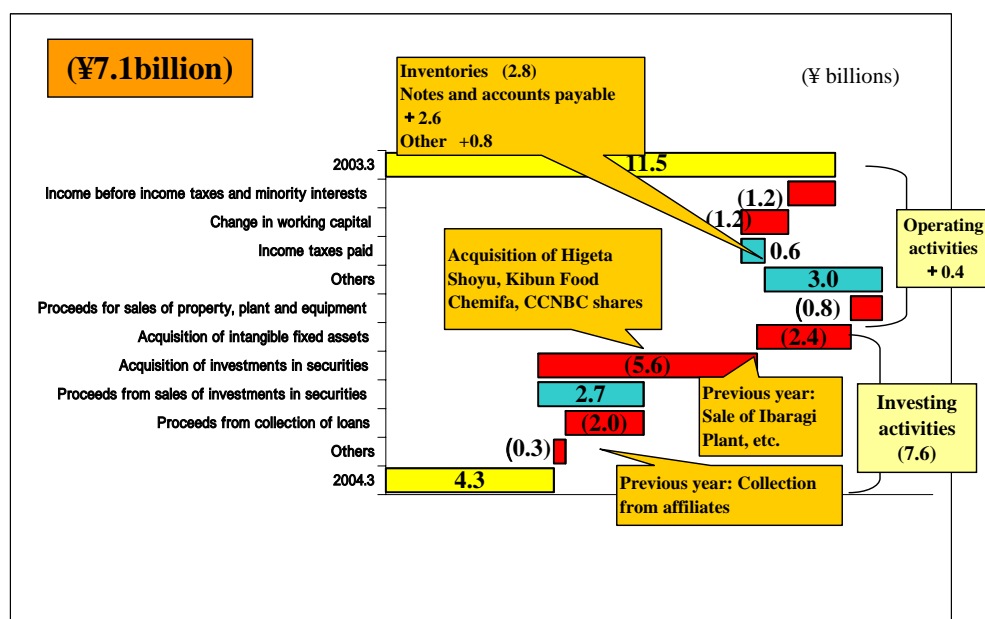 (¥7.1billion)
(¥ billions)
Inventories (2.8)
Notes and accounts payable
+2.6
Other +0.8
2003.3
11.5
Income before income taxes and minority interests
(1.2)
Change in working capital
(1.2)
Income taxes paid
0.6
Others
3.0
Proceeds for sales of property, plant and equipment
(0.8)
Acquisition of intangible fixed assets
(2.4)
Acquisition of investments in securities
(5.6)
Proceeds from sales of investments in securities
2.7
Proceeds from collection of loans
(2.0)
Others
(0.3)
2004.3
4.3
Operating
activities
+0.4
Acquisition of Higeta
Shoyu, Kibun Food
Chemifa, CCNBC shares
Previous year:
Sale of Ibaragi
Plant, etc.
Investing
activities
(7.6)
Previous year: Collection
from affiliates